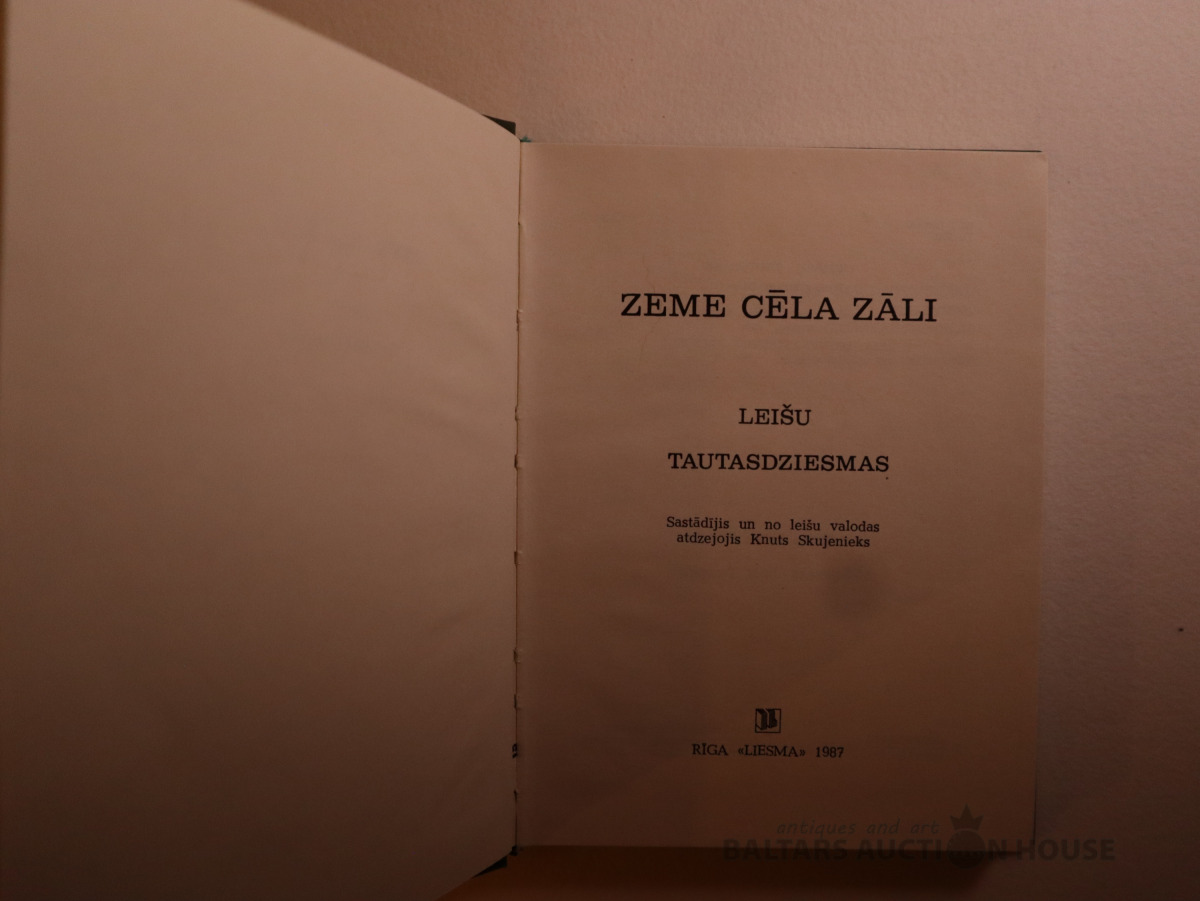 ZEME CĒLA ZĀLI
LEIŠU
TAUTASDZIESMAS
Sastādījis un no leišu valodas
atdzejojis Knuts Skujenieks
RĪGA «LIESMA» 1987
antiques and art
BALTARS AUCTION HOUSE